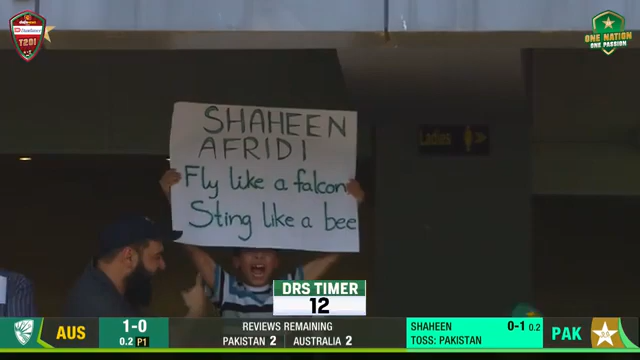 T20I
ONE NATION
ONE PASSION
Ladies
SHAHEEN
AFRIDI
Fly like a falcon
Sting like a bee
DRS TIMER
12
AUS
1-0
0.2 P1
REVIEWS REMAINING
PAKISTAN 2 AUSTRALIA 2
SHAHEEN 0-1 0.2
TOSS: PAKISTAN
PAK